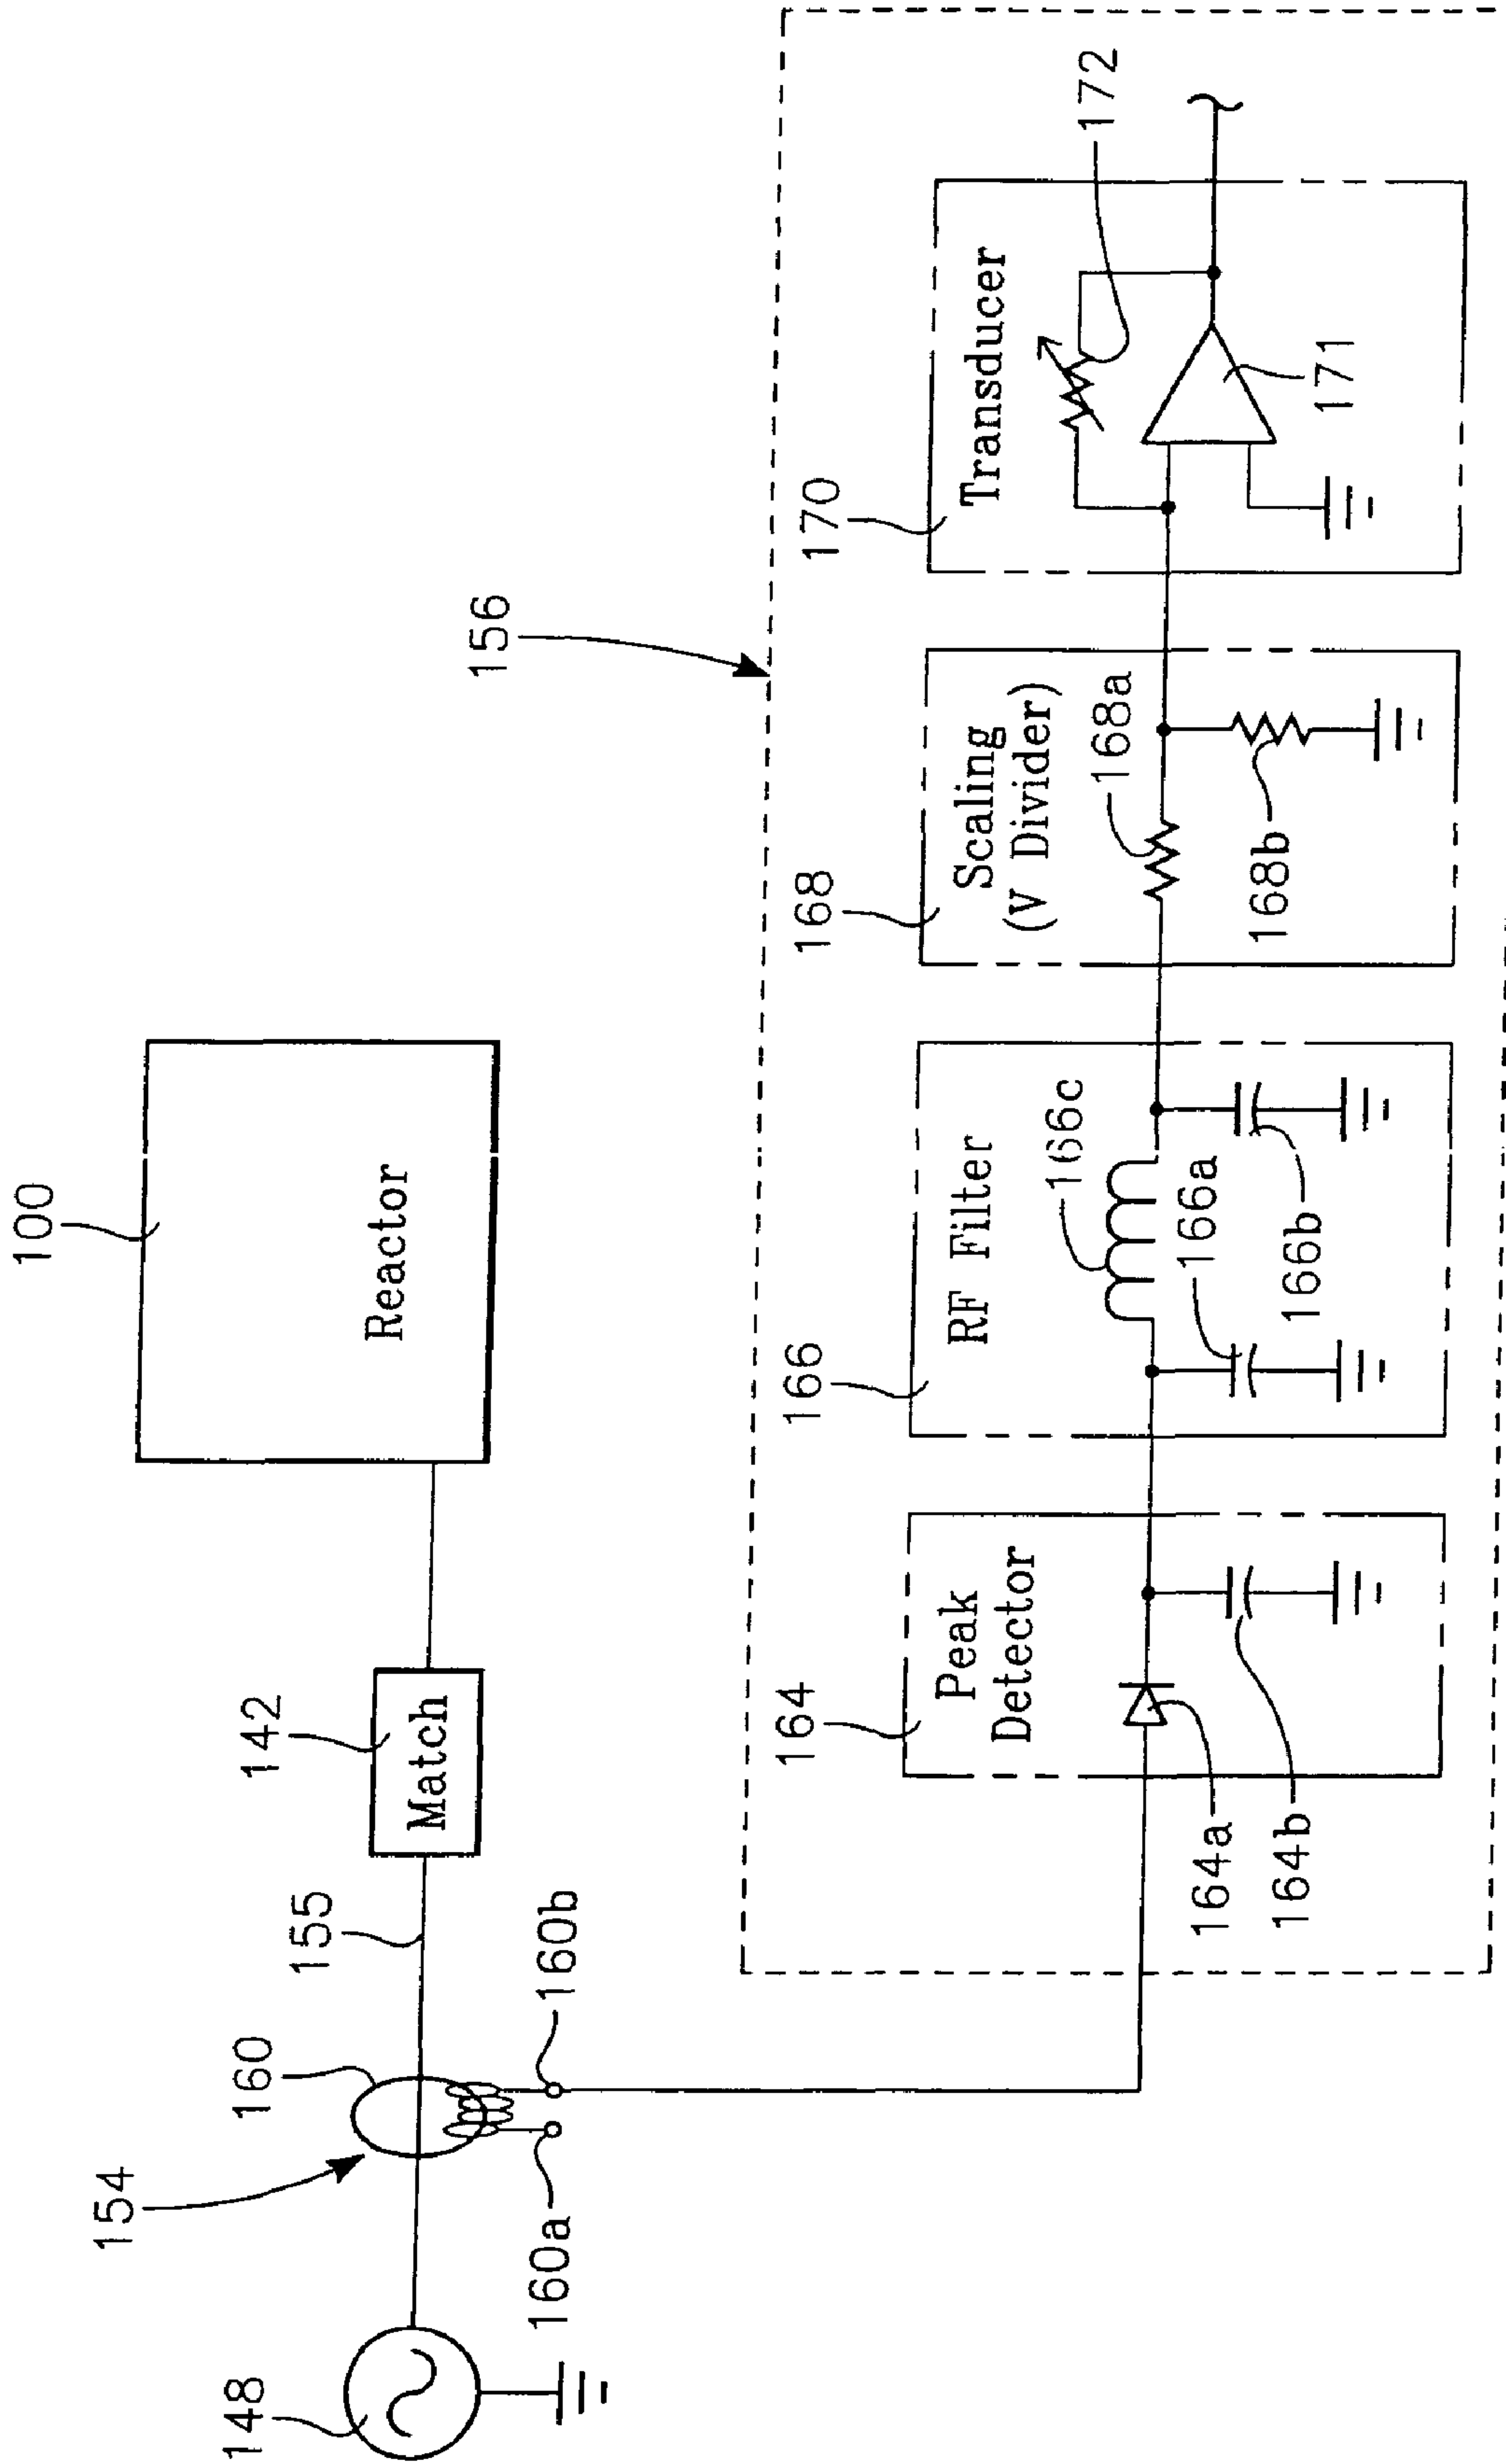 100
Reactor
142
Match
155
160
154
148
160a
160b
156
164
Peak
Detector
164a
164b
166
RF Filter
166c
166a
166b
168
Scaling
(V Divider)
168a
168b
170
Transducer
172
171